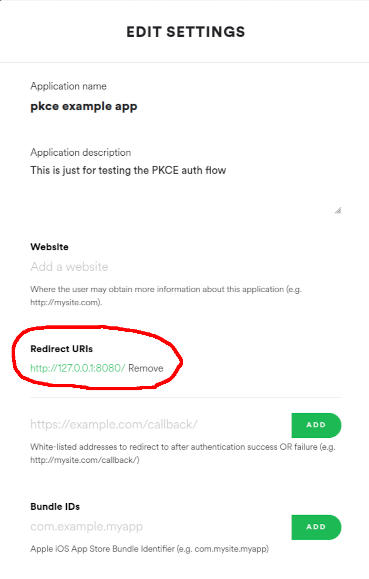 EDIT SETTINGS
Application name
pkce example app
Application description
This is just for testing the PKCE auth flow
Website
Add a website
Where the user may obtain more information about this application (e.g.
http://mysite.com).
Redirect URIs
http://127.0.0.1:8080/ Remove
https://example.com/callback/ ADD
White-listed addresses to redirect to after authentication success OR failure (e.g.
http://mysite.com/callback/)
Bundle IDs
com.example.myapp ADD
Apple iOS App Store Bundle Identifier (e.g. com.mysite.myapp)